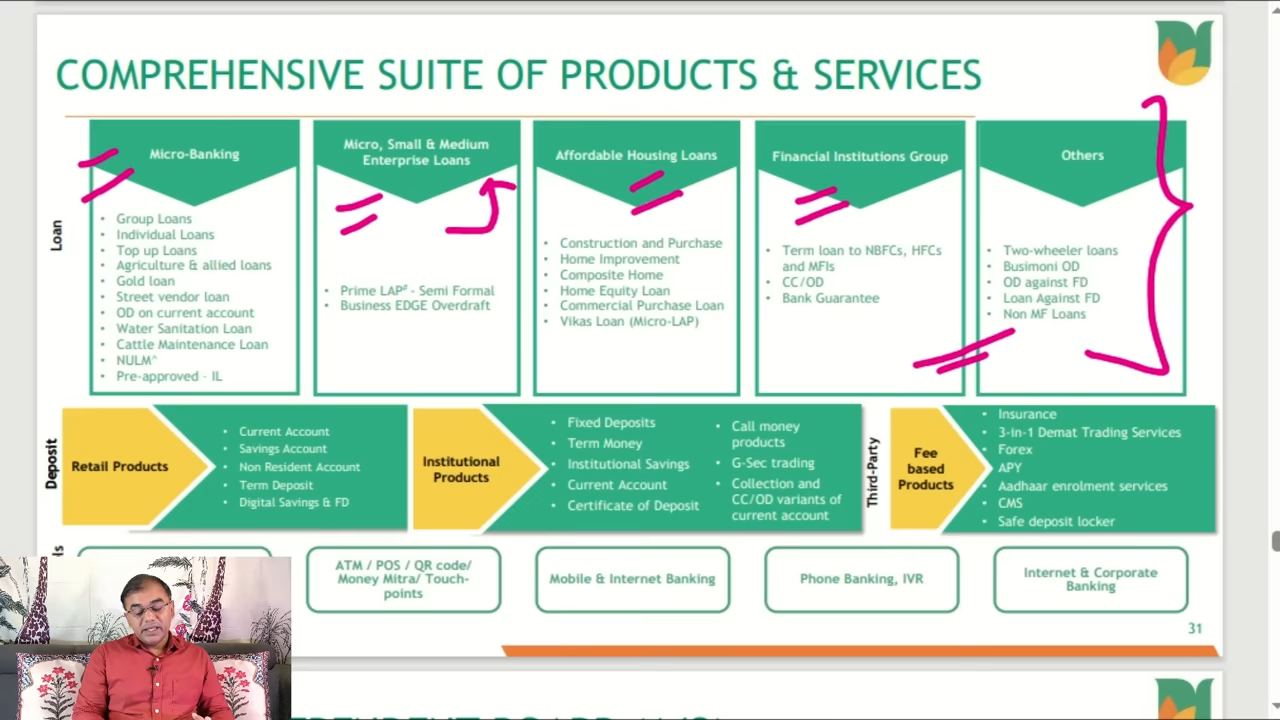 COMPREHENSIVE SUITE OF PRODUCTS & SERVICES
Loan
Micro-Banking
• Group Loans
• Individual Loans
• Top up Loans
• Agriculture & allied loans
• Gold loan
• Street vendor loan
• OD on current account
• Water Sanitation Loan
• Cattle Maintenance Loan
• NULM^
• Pre-approved - IL
Micro, Small & Medium
Enterprise Loans
• Prime LAP# - Semi Formal
• Business EDGE Overdraft
Affordable Housing Loans
• Construction and Purchase
• Home Improvement
• Composite Home
• Home Equity Loan
• Commercial Purchase Loan
• Vikas Loan (Micro-LAP)
Financial Institutions Group
• Term loan to NBFCs, HFCs
and MFIs
• CC/OD
• Bank Guarantee
Others
• Two-wheeler loans
• Busimoni OD
• OD against FD
• Loan Against FD
• Non MF Loans
Deposit
Retail Products
• Current Account
• Savings Account
• Non Resident Account
• Term Deposit
• Digital Savings & FD
Institutional
Products
• Fixed Deposits
• Term Money
• Institutional Savings
• Current Account
• Certificate of Deposit
• Call money
products
• G-Sec trading
• Collection and
CC/OD variants of
current account
Third-Party
Fee
based
Products
• Insurance
• 3-in-1 Demat Trading Services
• Forex
• APY
• Aadhaar enrolment services
• CMS
• Safe deposit locker
ATM / POS / QR code/
Money Mitra/ Touch-
points
Mobile & Internet Banking
Phone Banking, IVR
Internet & Corporate
Banking
31